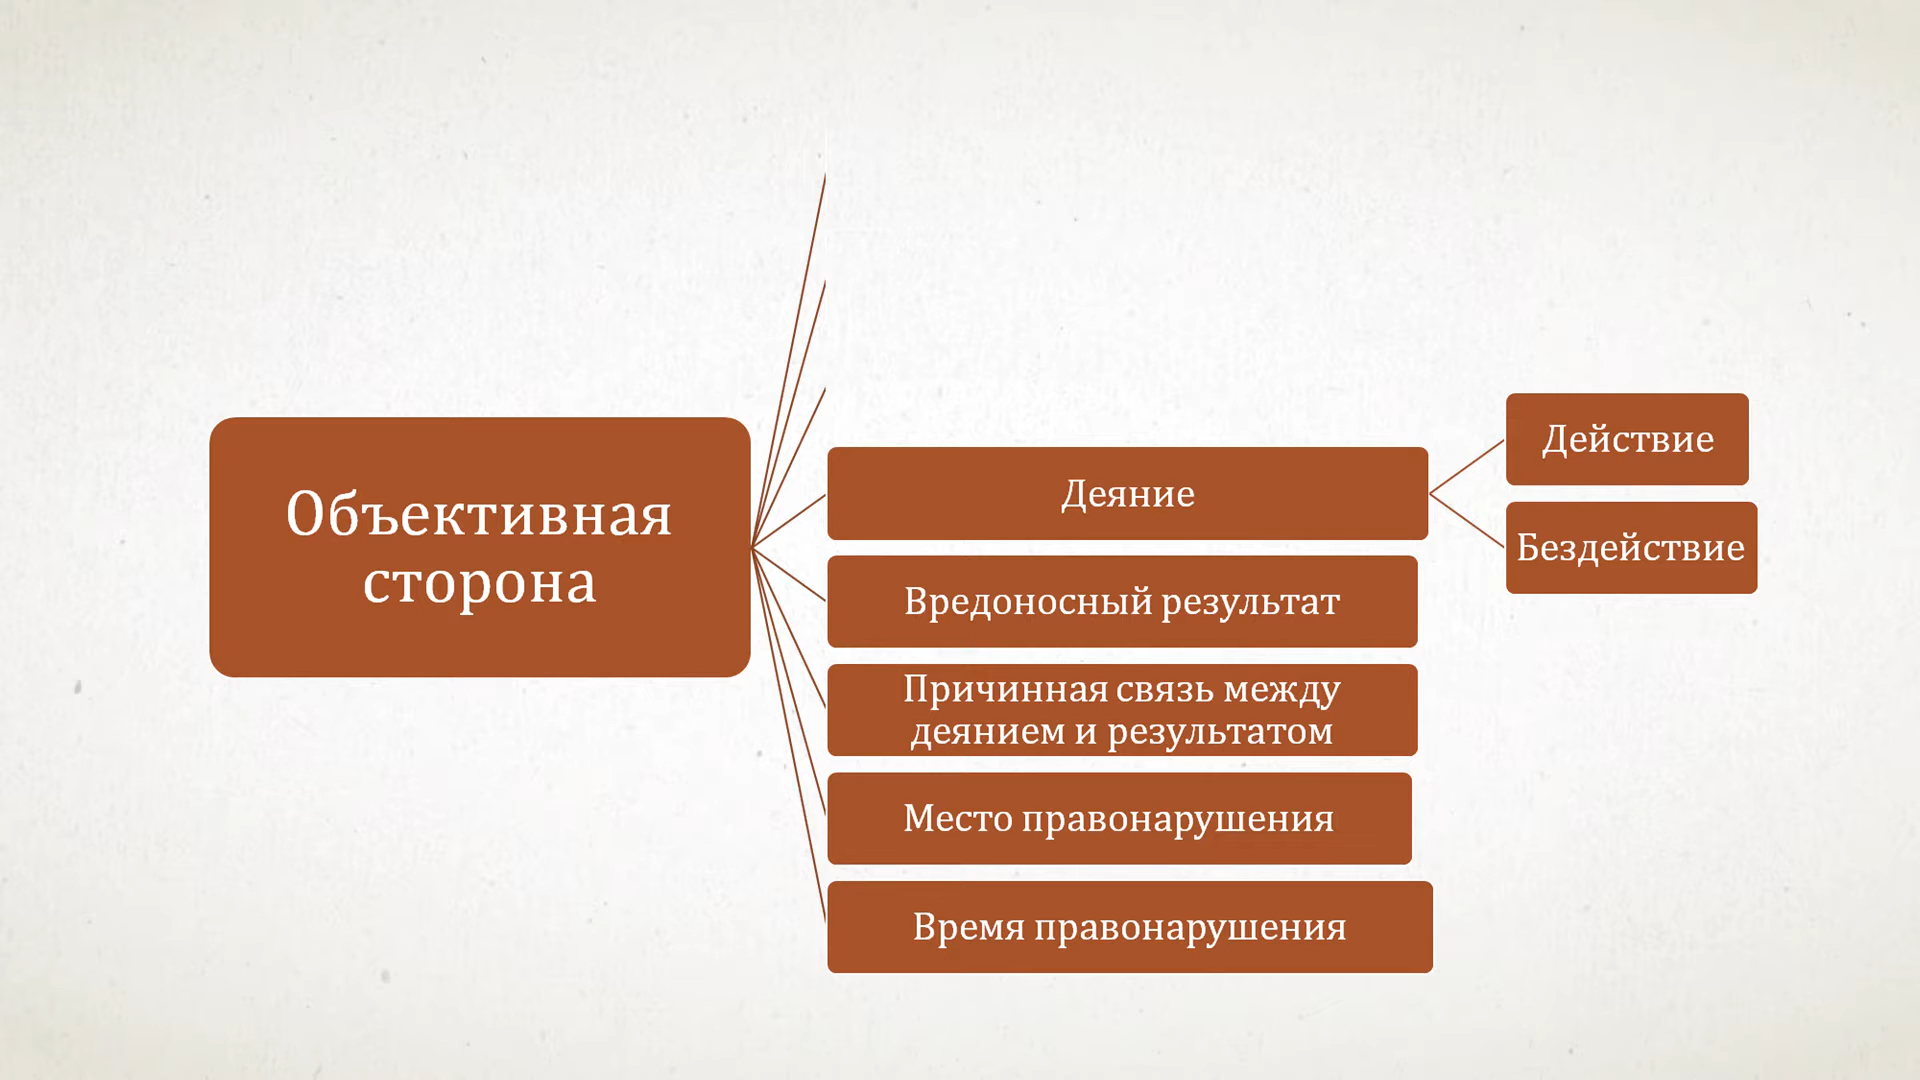 Объективная
сторона
Деяние
Действие
Бездействие
Вредоносный результат
Причинная связь между
деянием и результатом
Место правонарушения
Время правонарушения